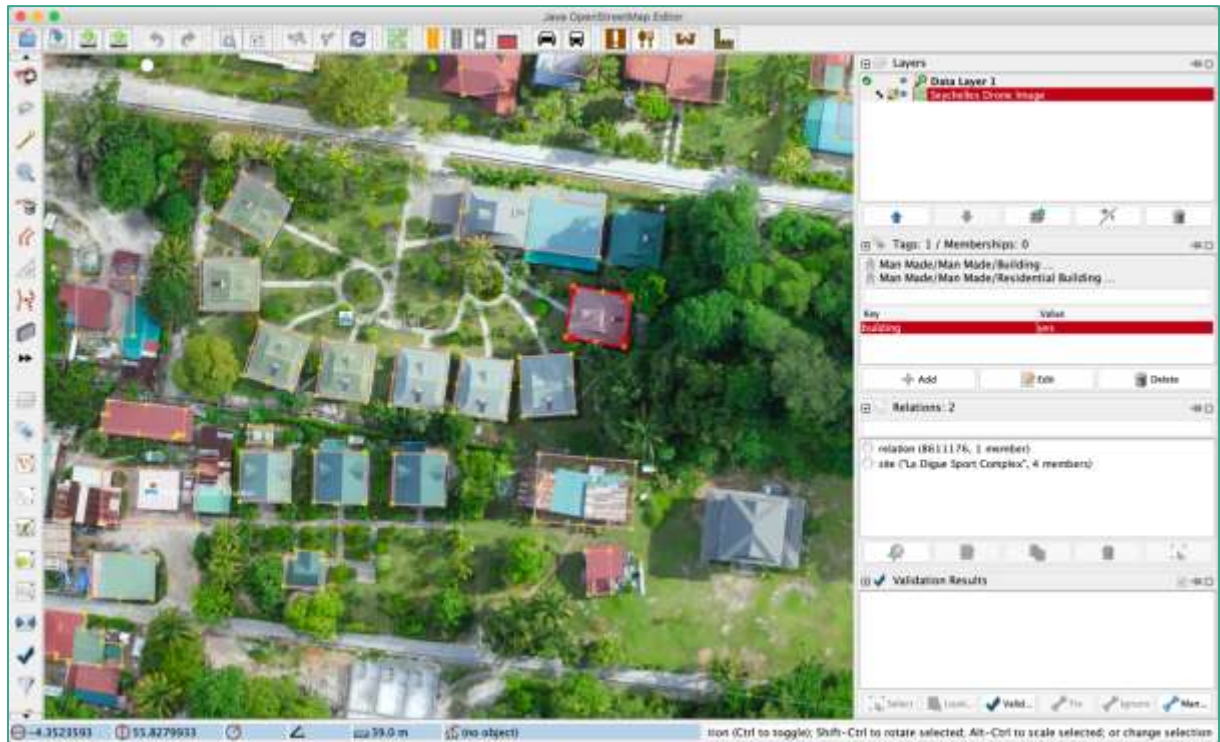 Java OpenStreetMap Editor
Layers
Data Layer 1
Seychelles Drone Image
Tags: 1 / Memberships: 0
Man Made/Man Made/Building ...
Man Made/Man Made/Residential Building ...
Key Value
building yes
Add Edit Delete
Relations: 2
relation (8611176, 1 member)
site ("La Digue Sport Complex", 4 members)
Validation Results
Select Valid... Fix Ignore Man...
-4.3523593 55.8279933 39.0 m (no object) tion (Ctrl to toggle); Shift-Ctrl to rotate selected; Alt-Ctrl to scale selected; or change selection